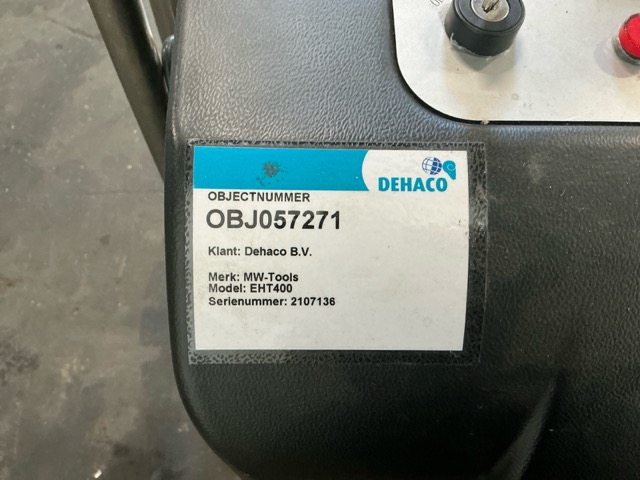 DEHACO
OBJECTNUMMER
OBJ057271
Klant: Dehaco B.V.
Merk: MW-Tools
Model: EHT400
Serienummer: 2107136